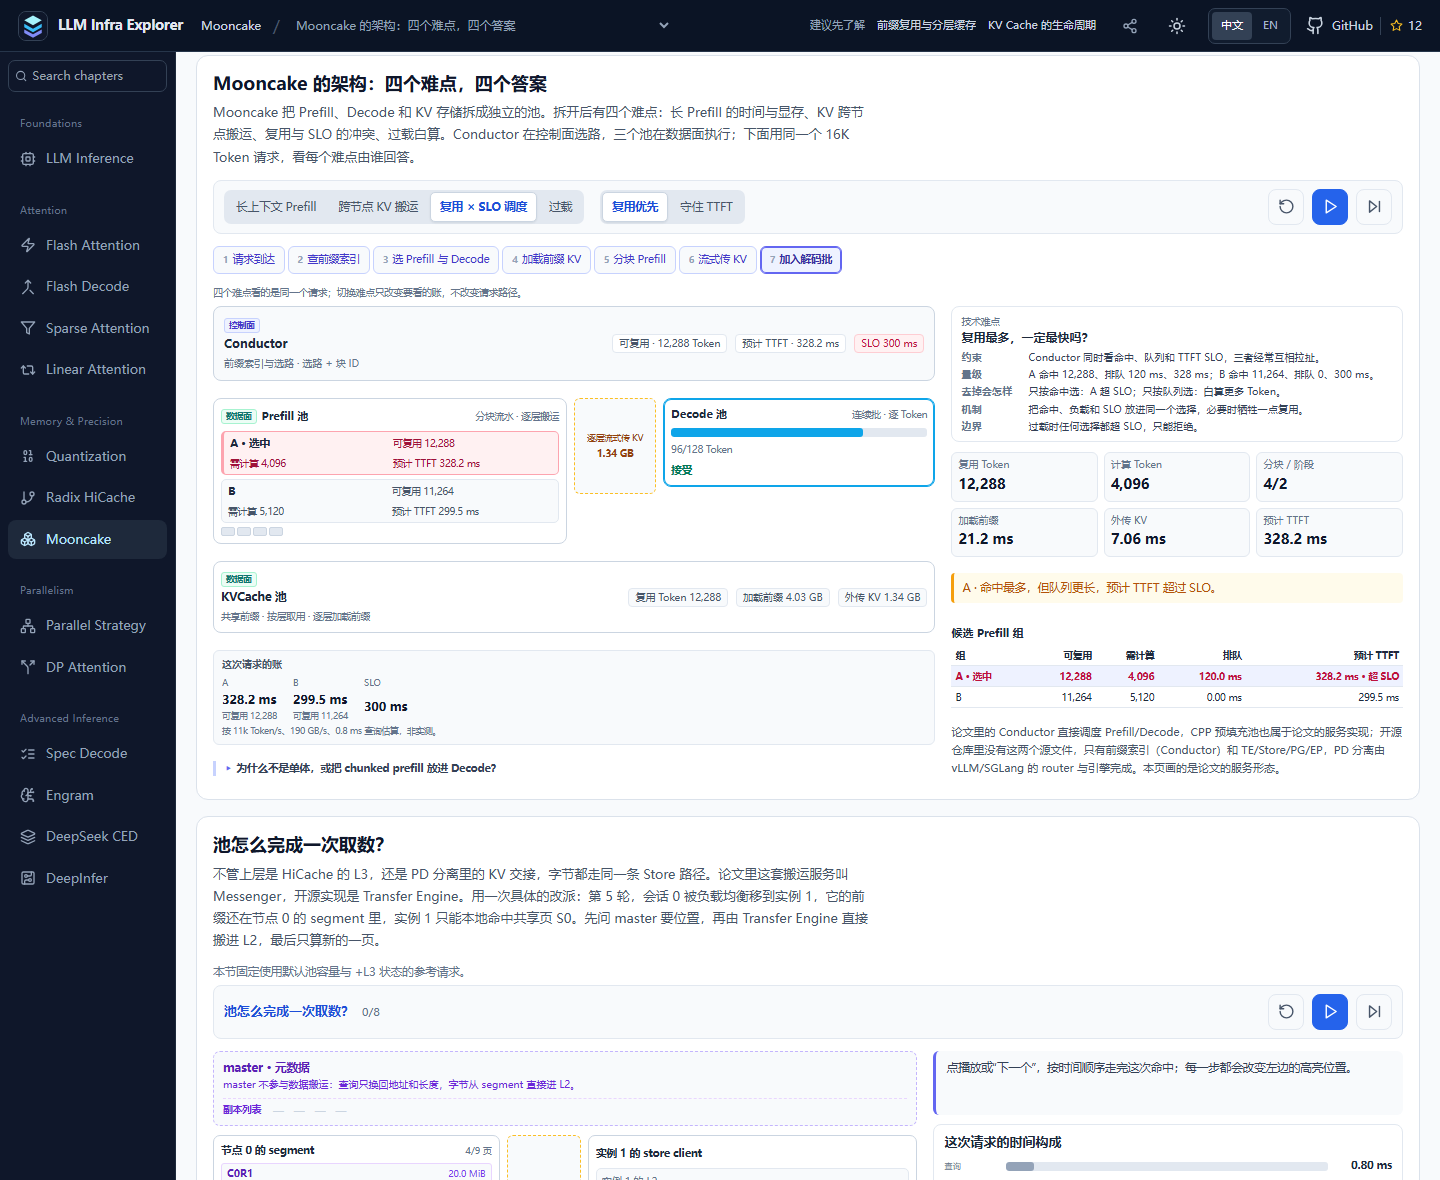 LLM Infra Explorer
Mooncake / Mooncake 的架构：四个难点，四个答案
建议先了解 前缀复用与分层缓存 KV Cache 的生命周期
中文 EN
GitHub 12
Search chapters
Foundations
LLM Inference
Attention
Flash Attention
Flash Decode
Sparse Attention
Linear Attention
Memory & Precision
Quantization
Radix HiCache
Mooncake
Parallelism
Parallel Strategy
DP Attention
Advanced Inference
Spec Decode
Engram
DeepSeek CED
DeepInfer
Mooncake 的架构：四个难点，四个答案
Mooncake 把 Prefill、Decode 和 KV 存储拆成独立的池。拆开后有四个难点：长 Prefill 的时间与显存、KV 跨节
点搬运、复用与 SLO 的冲突、过载白算。Conductor 在控制面选路，三个池在数据面执行；下面用同一个 16K
Token 请求，看每个难点由谁回答。
长上下文 Prefill 跨节点 KV 搬运 复用 × SLO 调度 过载 复用优先 守住 TTFT
1 请求到达 2 查前缀索引 3 选 Prefill 与 Decode 4 加载前缀 KV 5 分块 Prefill 6 流式传 KV 7 加入解码批
四个难点看的是同一个请求；切换难点只改变要看的账，不改变请求路径。
控制面
Conductor
前缀索引与选路 · 选路 + 块 ID
可复用 · 12,288 Token 预计 TTFT · 328.2 ms SLO 300 ms
数据面 Prefill 池 分块流水 · 逐层搬运
A • 选中 可复用 12,288
需计算 4,096 预计 TTFT 328.2 ms
B 可复用 11,264
需计算 5,120 预计 TTFT 299.5 ms
逐层流式传 KV
1.34 GB
Decode 池 连续批 · 逐 Token
96/128 Token
接受
数据面
KVCache 池
共享前缀 · 按层取用 · 逐层加载前缀
复用 Token 12,288 加载前缀 4.03 GB 外传 KV 1.34 GB
这次请求的账
A B SLO
328.2 ms 299.5 ms 300 ms
可复用 12,288 可复用 11,264
按 11k Token/s、190 GB/s、0.8 ms 查询估算，非实测。
▸ 为什么不是单体，或把 chunked prefill 放进 Decode?
技术难点
复用最多，一定最快吗?
约束 Conductor 同时看命中、队列和 TTFT SLO，三者经常互相拉扯。
量级 A 命中 12,288、排队 120 ms、328 ms；B 命中 11,264、排队 0、300 ms。
去掉会怎样 只按命中选：A 超 SLO；只按队列选：白算更多 Token。
机制 把命中、负载和 SLO 放进同一个选择，必要时牺牲一点复用。
边界 过载时任何选择都超 SLO，只能拒绝。
复用 Token 计算 Token 分块 / 阶段
12,288 4,096 4/2
加载前缀 外传 KV 预计 TTFT
21.2 ms 7.06 ms 328.2 ms
A · 命中最多，但队列更长，预计 TTFT 超过 SLO。
候选 Prefill 组
组 可复用 需计算 排队 预计 TTFT
A • 选中 12,288 4,096 120.0 ms 328.2 ms • 超 SLO
B 11,264 5,120 0.00 ms 299.5 ms
论文里的 Conductor 直接调度 Prefill/Decode，CPP 预填充池也属于论文的服务实现；开源
仓库里没有这两个源文件，只有前缀索引（Conductor）和 TE/Store/PG/EP，PD 分离由
vLLM/SGLang 的 router 与引擎完成。本页画的是论文的服务形态。
池怎么完成一次取数?
不管上层是 HiCache 的 L3，还是 PD 分离里的 KV 交接，字节都走同一条 Store 路径。论文里这套搬运服务叫
Messenger，开源实现是 Transfer Engine。用一次具体的改派：第 5 轮，会话 0 被负载均衡移到实例 1，它的前
缀还在节点 0 的 segment 里，实例 1 只能本地命中共享页 S0。先问 master 要位置，再由 Transfer Engine 直接
搬进 L2，最后只算新的一页。
本节固定使用默认池容量与 +L3 状态的参考请求。
池怎么完成一次取数? 0/8
master • 元数据
master 不参与数据搬运：查询只换回地址和长度，字节从 segment 直接进 L2。
副本列表 — — — —
节点 0 的 segment 4/9 页
C0R1 20.0 MiB
实例 1 的 store client
实例 1 的 L2
点播放或“下一个”，按时间顺序走完这次命中；每一步都会改变左边的高亮位置。
这次请求的时间构成
查询 0.80 ms